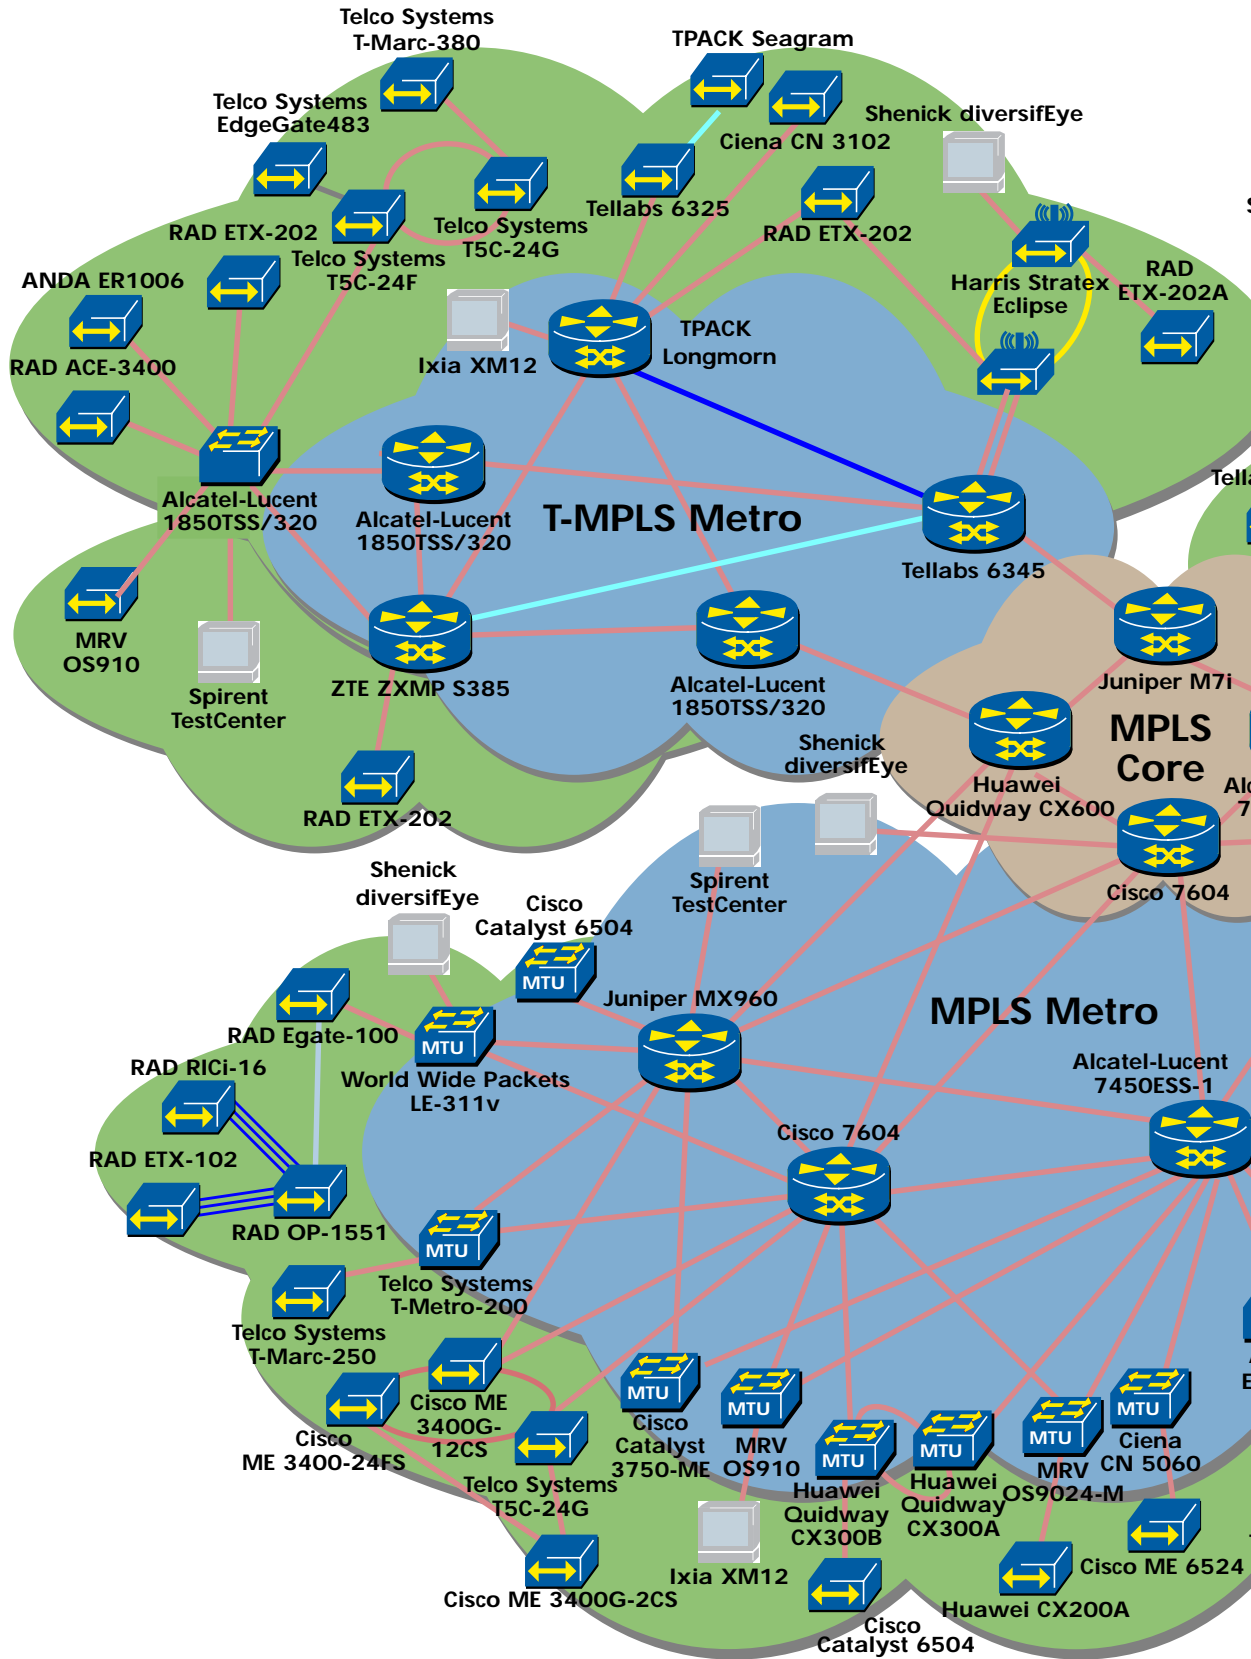 Telco Systems
T-Marc-380
TPACK Seagram
Telco Systems
EdgeGate483
Ciena CN 3102
Shenick diversifEye
Tellabs 6325
RAD ETX-202
Telco Systems
T5C-24G
RAD ETX-202
Telco Systems
T5C-24F
Harris Stratex
Eclipse
RAD
ETX-202A
ANDA ER1006
RAD ACE-3400
Ixia XM12
TPACK
Longmorn
Alcatel-Lucent
1850TSS/320
Alcatel-Lucent
1850TSS/320
T-MPLS Metro
Tellabs 6345
MRV
OS910
Spirent
TestCenter
ZTE ZXMP S385
Alcatel-Lucent
1850TSS/320
Juniper M7i
MPLS
Core
Shenick
diversifEye
Huawei
Quidway CX600
RAD ETX-202
Spirent
TestCenter
Cisco 7604
Shenick
diversifEye
Cisco
Catalyst 6504
MTU
Juniper MX960
MPLS Metro
RAD Egate-100
MTU
World Wide Packets
LE-311v
RAD RICi-16
Alcatel-Lucent
7450ESS-1
Cisco 7604
RAD ETX-102
RAD OP-1551
MTU
Telco Systems
T-Metro-200
Telco Systems
T-Marc-250
Cisco ME
3400G-
12CS
Cisco
ME 3400-24FS
Telco Systems
T5C-24G
Cisco ME 3400G-2CS
MTU
Cisco
Catalyst
3750-ME
MTU
MRV
OS910
MTU
Huawei
Quidway
CX300B
MTU
Huawei
Quidway
CX300A
MTU
MRV
OS9024-M
MTU
Ciena
CN 5060
Ixia XM12
Cisco
Catalyst 6504
Huawei CX200A
Cisco ME 6524